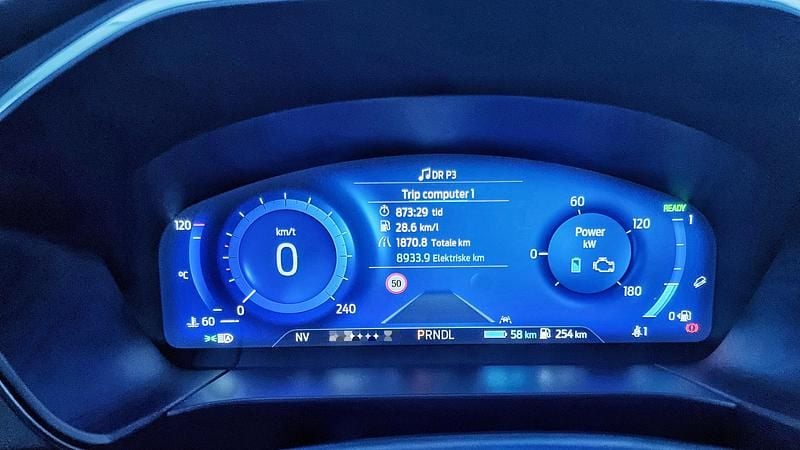 DR P3
Trip computer 1
873:29 tid
28.6 km/l
1870.8 Totale km
8933.9 Elektriske km
50
km/t
0
0
240
120
°C
60
60
0
120
180
Power
kW
READY
1
0
NV
PRNDL
58 km
254 km
1